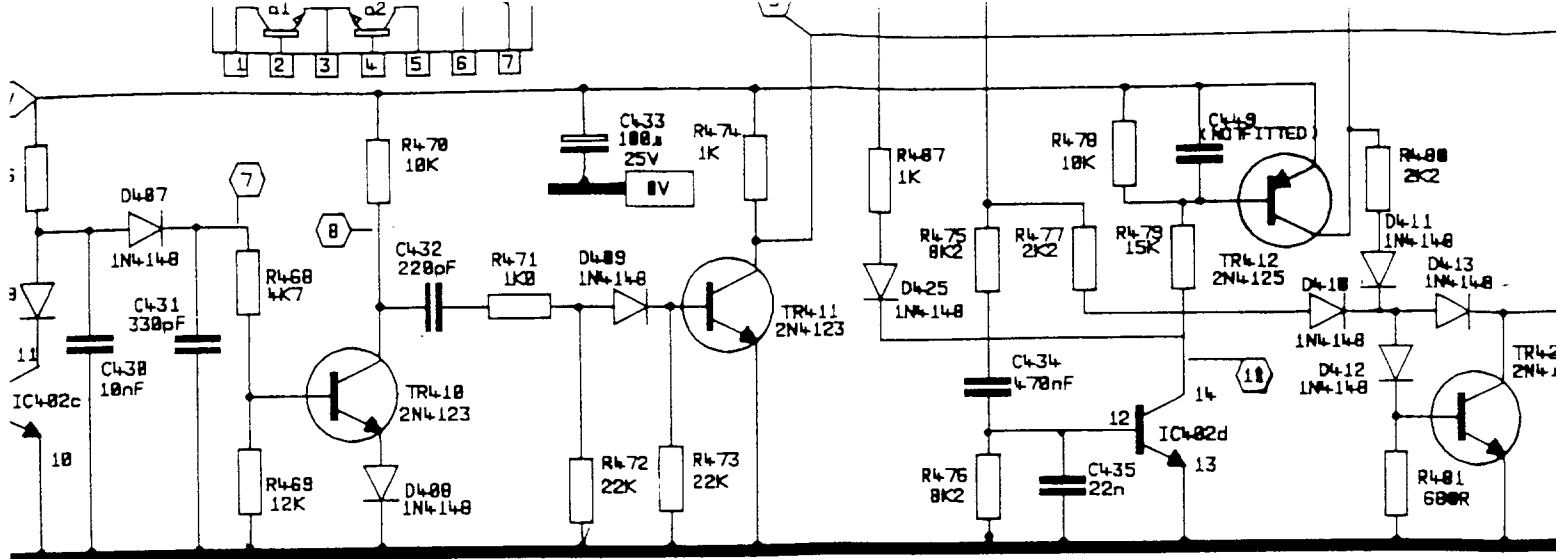 Q1 Q2
1 2 3 4 5 6 7
7
8
D407
1N4148
C431
330pF
C430
10nF
11
IC402c
10
R468
4K7
R469
12K
R470
10K
TR410
2N4123
D408
1N4148
C432
220pF
C433
100u
25V
0V
R471
1K0
D409
1N4148
R472
22K
R473
22K
R474
1K
TR411
2N4123
R487
1K
D425
1N4148
R475
8K2
R477
2K2
C434
470nF
R476
8K2
C435
22n
R478
10K
C449
(NOT FITTED)
R479
15K
TR412
2N4125
14
12
IC402d
13
R480
2K2
D411
1N4148
D410
1N4148
D413
1N4148
D412
1N4148
R481
680R